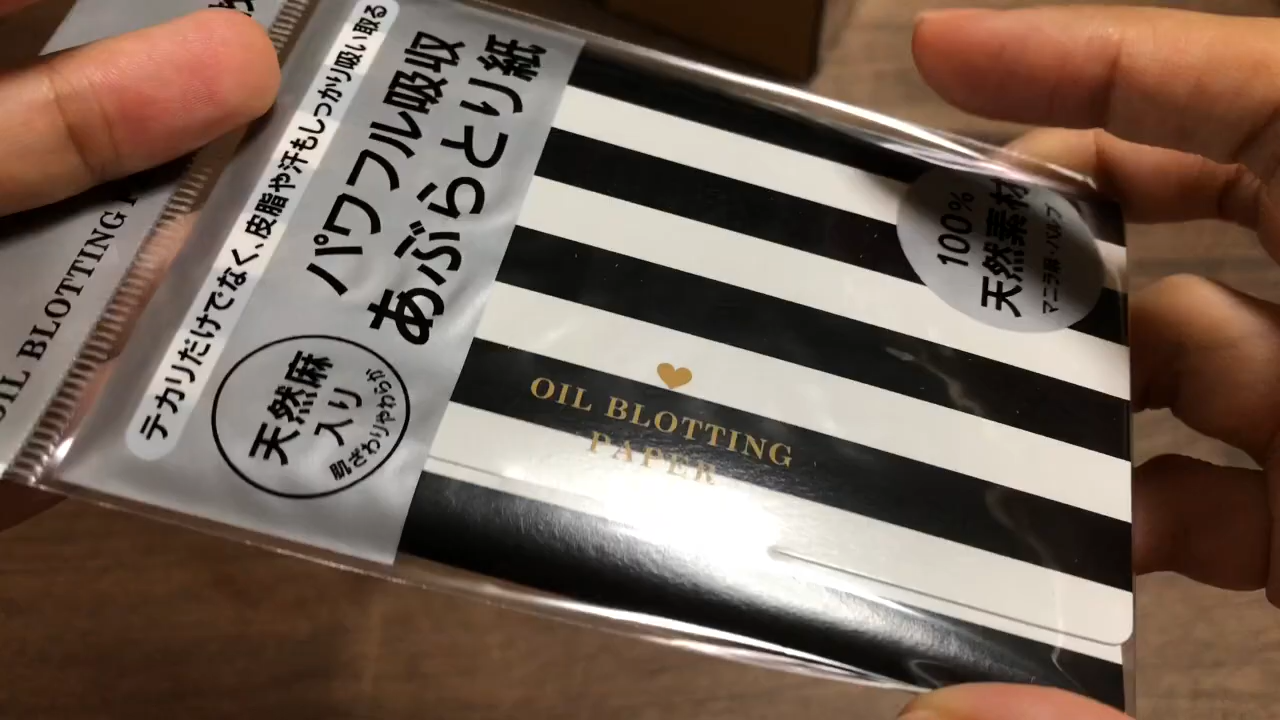 テカリだけでなく、皮脂や汗もしっかり吸い取る
パワフル吸収
あぶらとり紙
天然麻
入り
肌ざわりやわらか
100%
天然素材
マニラ麻・パルプ
OIL BLOTTING
PAPER
OIL BLOTTING